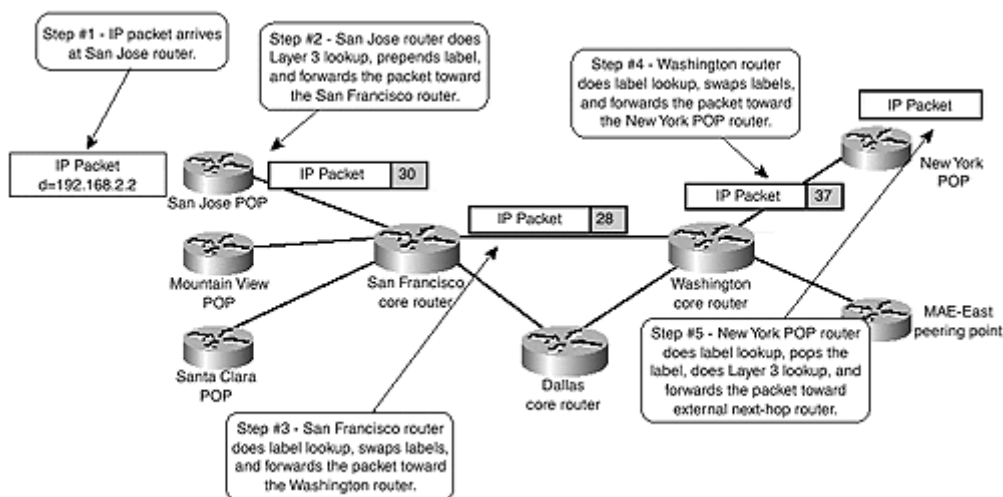 Step #1 - IP packet arrives
at San Jose router.
Step #2 - San Jose router does
Layer 3 lookup, prepends label,
and forwards the packet toward
the San Francisco router.
Step #4 - Washington router
does label lookup, swaps labels,
and forwards the packet toward
the New York POP router.
IP Packet
IP Packet
d=192.168.2.2
San Jose POP
IP Packet
30
New York
POP
IP Packet
37
IP Packet
28
Mountain View
POP
San Francisco
core router
Washington
core router
MAE-East
peering point
Santa Clara
POP
Dallas
core router
Step #5 - New York POP router
does label lookup, pops the
label, does Layer 3 lookup, and
forwards the packet toward
external next-hop router.
Step #3 - San Francisco router
does label lookup, swaps labels,
and forwards the packet toward
the Washington router.